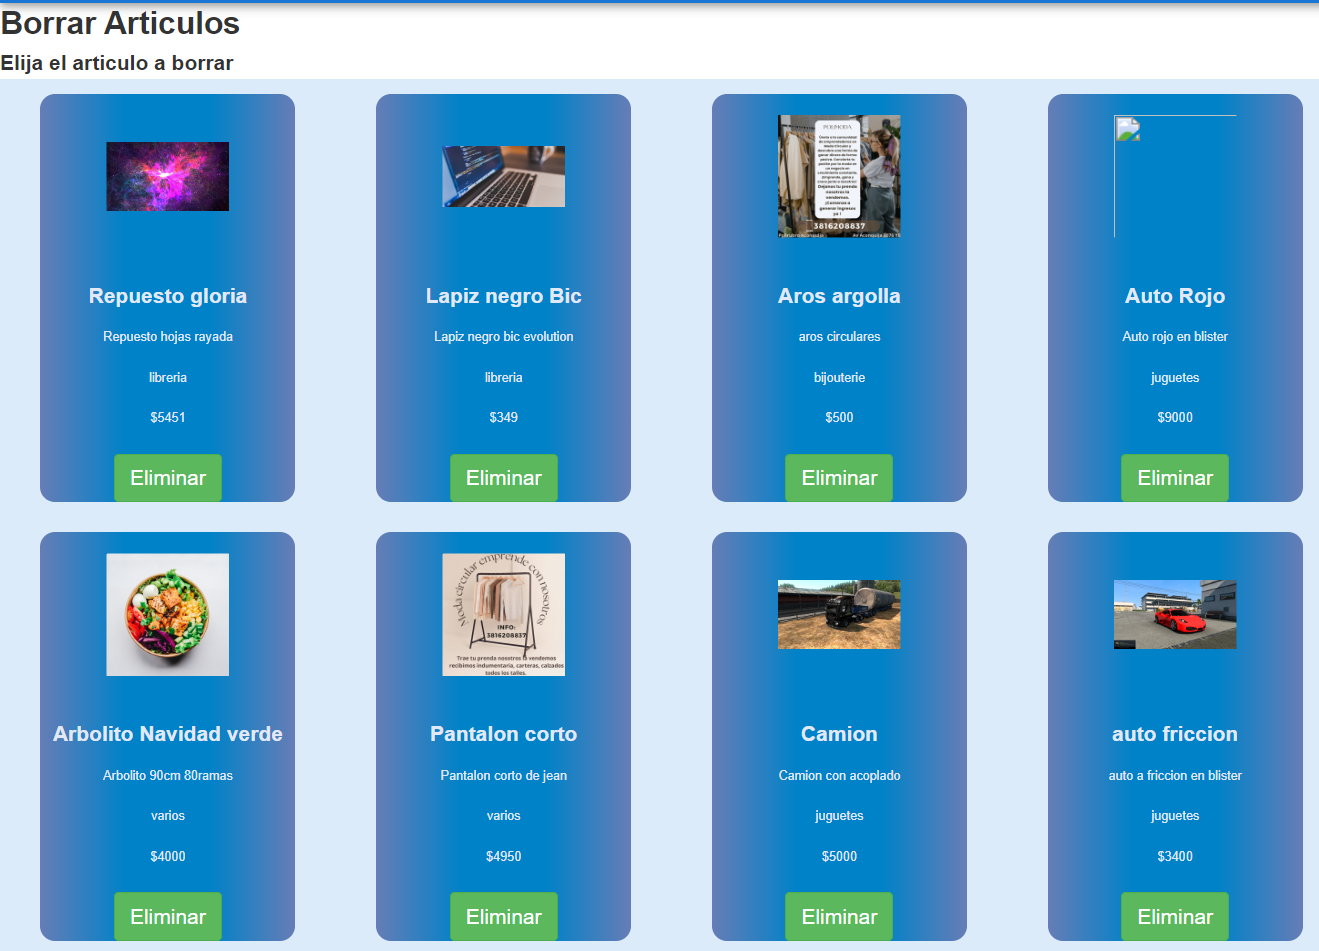 Borrar Articulos
Elija el articulo a borrar
3816208837
Repuesto gloria
Repuesto hojas rayada
libreria
$5451
Eliminar
Lapiz negro Bic
Lapiz negro bic evolution
libreria
$349
Eliminar
Aros argolla
aros circulares
bijouterie
$500
Eliminar
Auto Rojo
Auto rojo en blister
juguetes
$9000
Eliminar
Moda circular emprende con nosotros
INFO:
3816208837
Trae tu prenda nosotros la vendemos
recibimos indumentaria, carteras, calzados
todos los talles.
Arbolito Navidad verde
Arbolito 90cm 80ramas
varios
$4000
Eliminar
Pantalon corto
Pantalon corto de jean
varios
$4950
Eliminar
Camion
Camion con acoplado
juguetes
$5000
Eliminar
auto friccion
auto a friccion en blister
juguetes
$3400
Eliminar